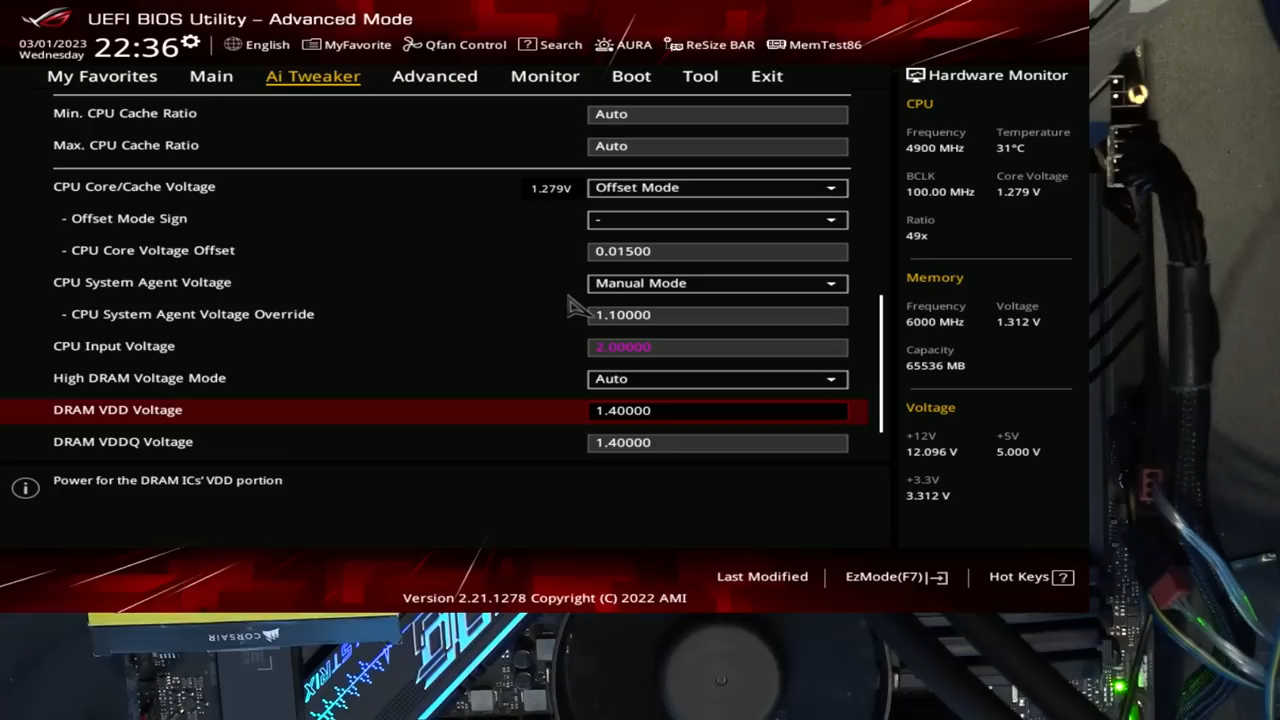 UEFI BIOS Utility – Advanced Mode
03/01/2023
Wednesday
22:36
English
MyFavorite
Qfan Control
? Search
AURA
ReSize BAR
MemTest86
My Favorites
Main
Ai Tweaker
Advanced
Monitor
Boot
Tool
Exit
Min. CPU Cache Ratio
Auto
Max. CPU Cache Ratio
Auto
CPU Core/Cache Voltage
1.279V
Offset Mode
- Offset Mode Sign
-
- CPU Core Voltage Offset
0.01500
CPU System Agent Voltage
Manual Mode
- CPU System Agent Voltage Override
1.10000
CPU Input Voltage
2.00000
High DRAM Voltage Mode
Auto
DRAM VDD Voltage
1.40000
DRAM VDDQ Voltage
1.40000
Power for the DRAM ICs' VDD portion
Hardware Monitor
CPU
Frequency Temperature
4900 MHz 31°C
BCLK Core Voltage
100.00 MHz 1.279 V
Ratio
49x
Memory
Frequency Voltage
6000 MHz 1.312 V
Capacity
65536 MB
Voltage
+12V +5V
12.096 V 5.000 V
+3.3V
3.312 V
Last Modified
EzMode(F7)
Hot Keys ?
Version 2.21.1278 Copyright (C) 2022 AMI
CORSAIR
STRIX